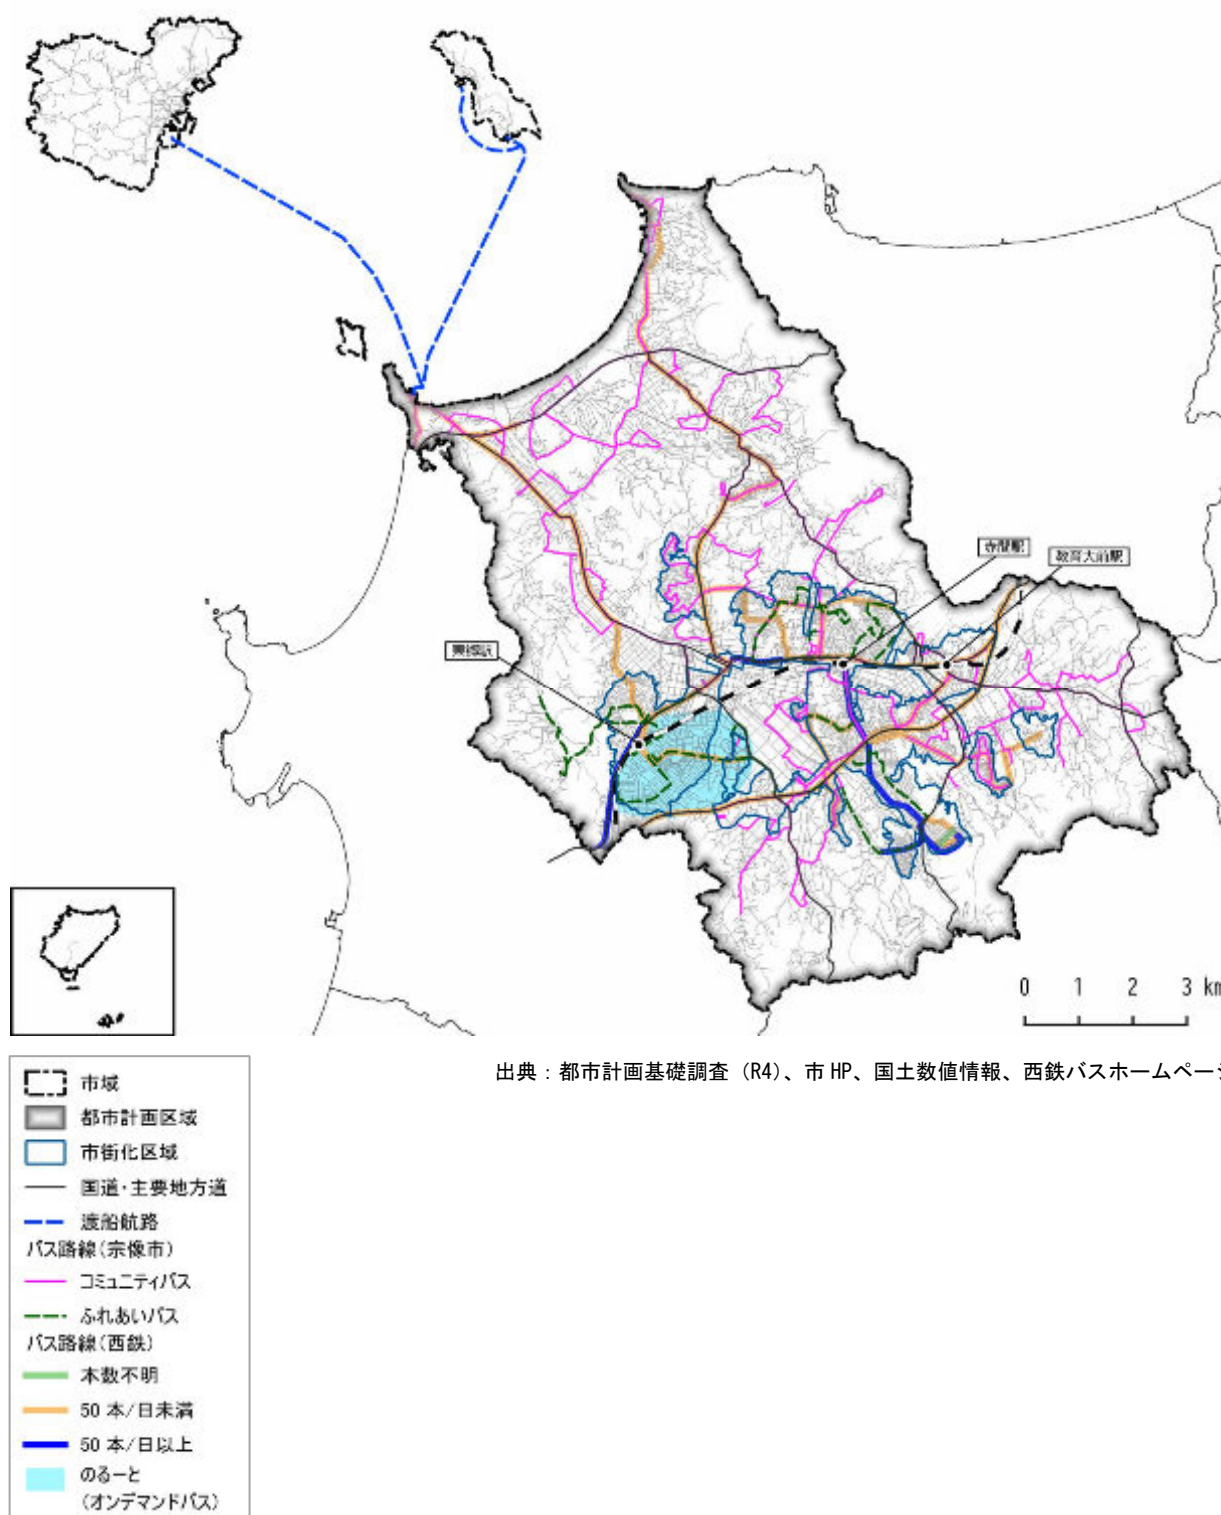 赤間駅
教育大前駅
東郷駅
0 1 2 3 km
出典：都市計画基礎調査（R4）、市 HP、国土数値情報、西鉄バスホームページ
市域
都市計画区域
市街化区域
国道・主要地方道
渡船航路
バス路線（宗像市）
コミュニティバス
ふれあいバス
バス路線（西鉄）
本数不明
50 本/日未満
50 本/日以上
のるーと
（オンデマンドバス）